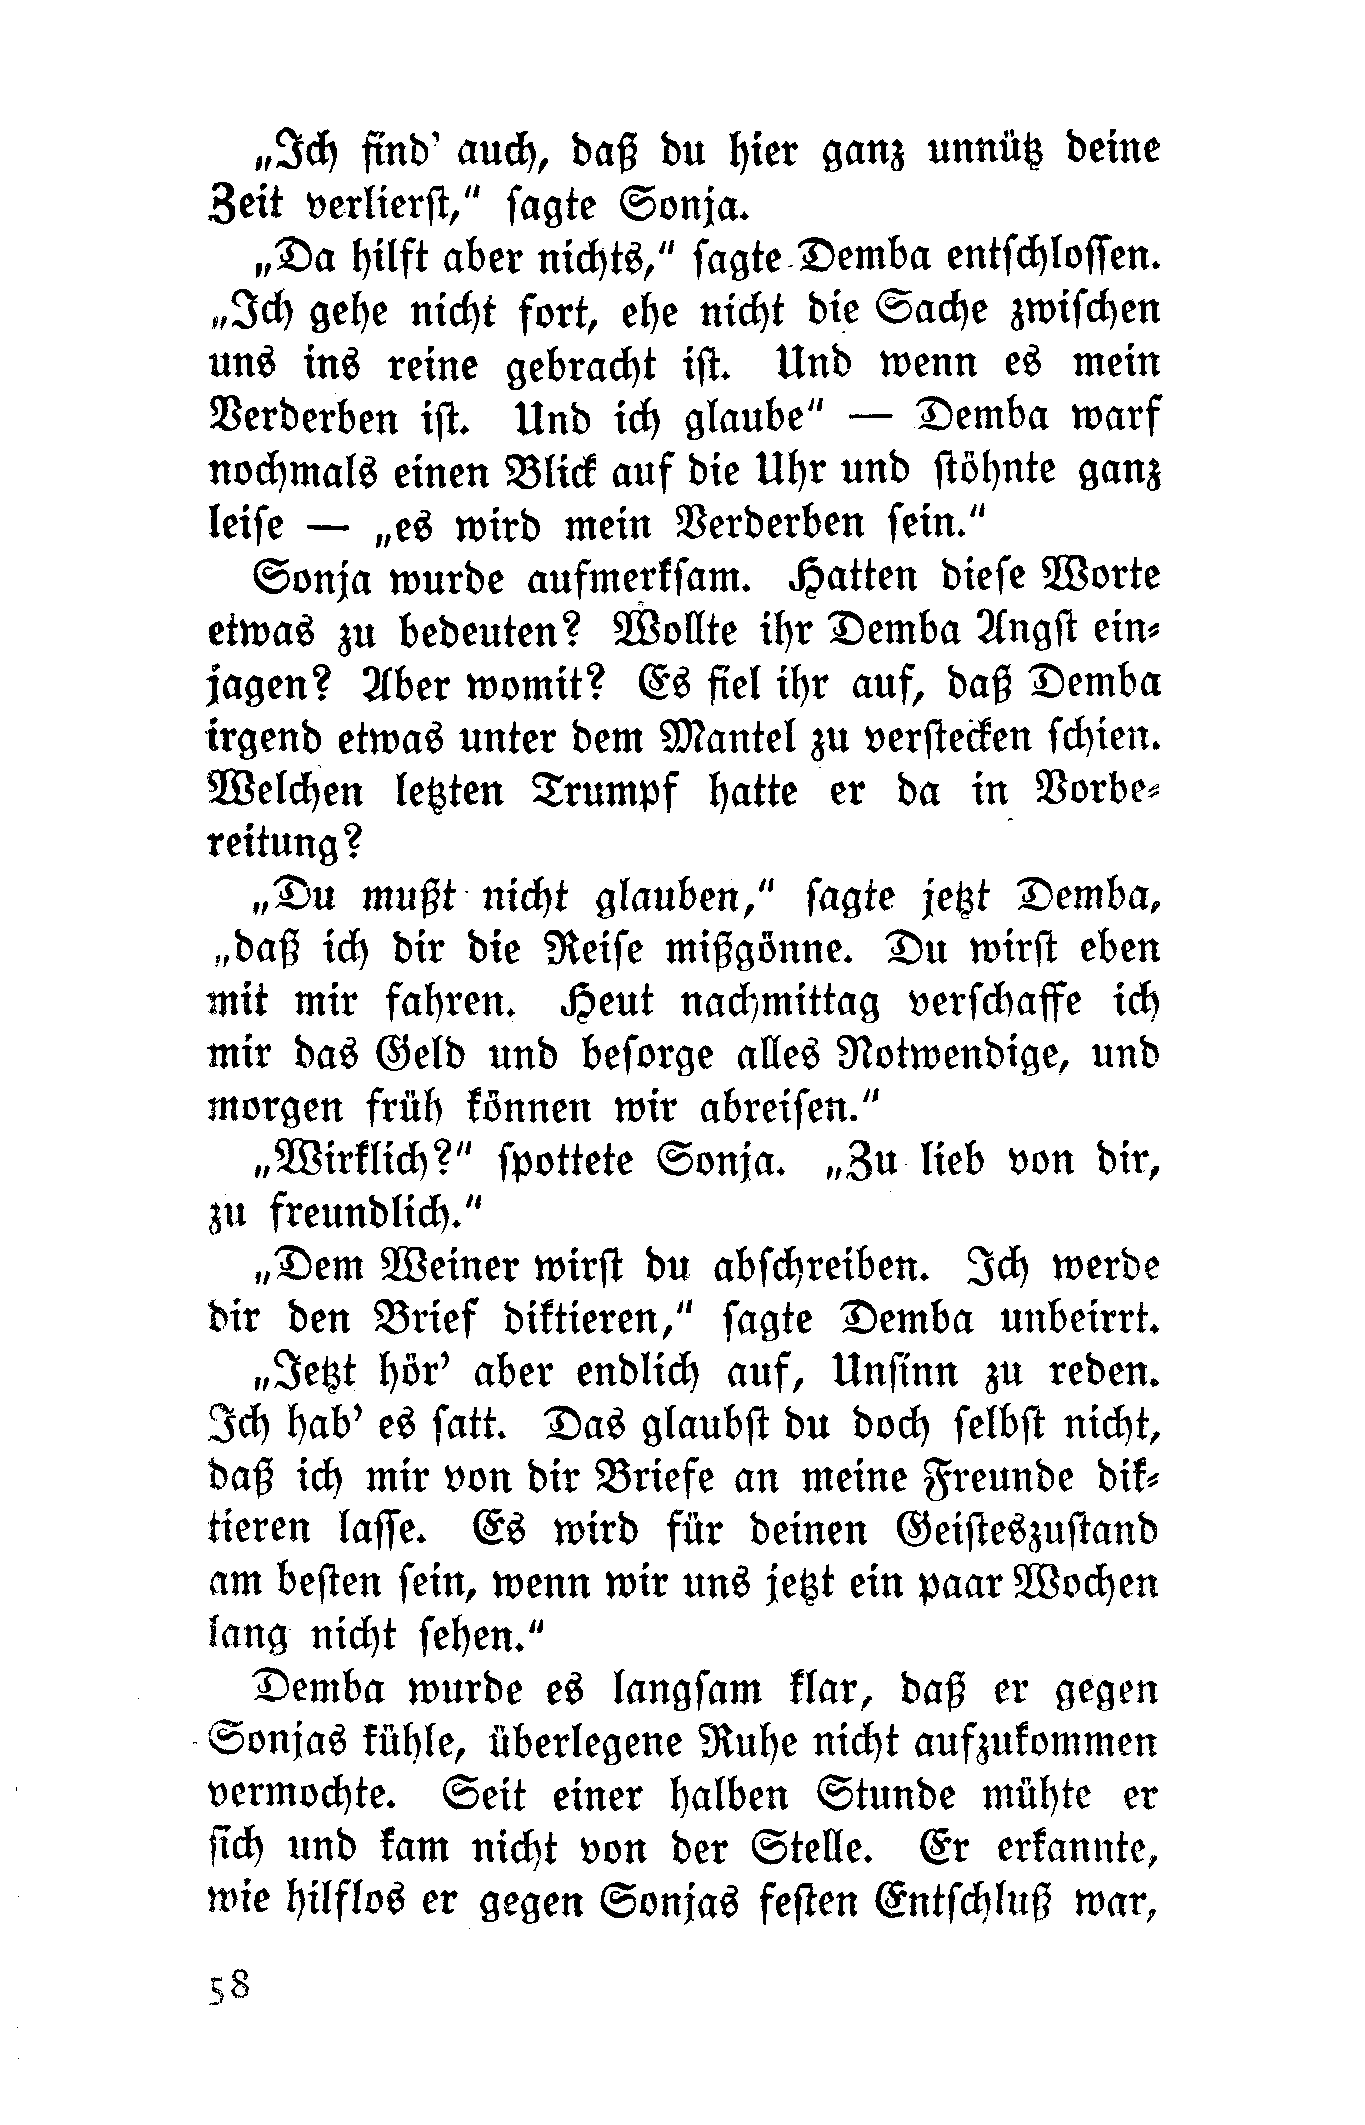 „Ich find’ auch, daß du hier ganz unnütz deine
Zeit verlierst,“ sagte Sonja.
„Da hilft aber nichts,“ sagte Demba entschlossen.
„Ich gehe nicht fort, ehe nicht die Sache zwischen
uns ins reine gebracht ist. Und wenn es mein
Verderben ist. Und ich glaube“ — Demba warf
nochmals einen Blick auf die Uhr und stöhnte ganz
leise — „es wird mein Verderben sein.“
Sonja wurde aufmerksam. Hatten diese Worte
etwas zu bedeuten? Wollte ihr Demba Angst ein-
jagen? Aber womit? Es fiel ihr auf, daß Demba
irgend etwas unter dem Mantel zu verstecken schien.
Welchen letzten Trumpf hatte er da in Vorbe-
reitung?
„Du mußt nicht glauben,“ sagte jetzt Demba,
„daß ich dir die Reise mißgönne. Du wirst eben
mit mir fahren. Heut nachmittag verschaffe ich
mir das Geld und besorge alles Notwendige, und
morgen früh können wir abreisen.“
„Wirklich?“ spottete Sonja. „Zu lieb von dir,
zu freundlich.“
„Dem Weiner wirst du abschreiben. Ich werde
dir den Brief diktieren,“ sagte Demba unbeirrt.
„Jetzt hör’ aber endlich auf, Unsinn zu reden.
Ich hab’ es satt. Das glaubst du doch selbst nicht,
daß ich mir von dir Briefe an meine Freunde dik-
tieren lasse. Es wird für deinen Geisteszustand
am besten sein, wenn wir uns jetzt ein paar Wochen
lang nicht sehen.“
Demba wurde es langsam klar, daß er gegen
Sonjas kühle, überlegene Ruhe nicht aufzukommen
vermochte. Seit einer halben Stunde mühte er
sich und kam nicht von der Stelle. Er erkannte,
wie hilflos er gegen Sonjas festen Entschluß war,
58